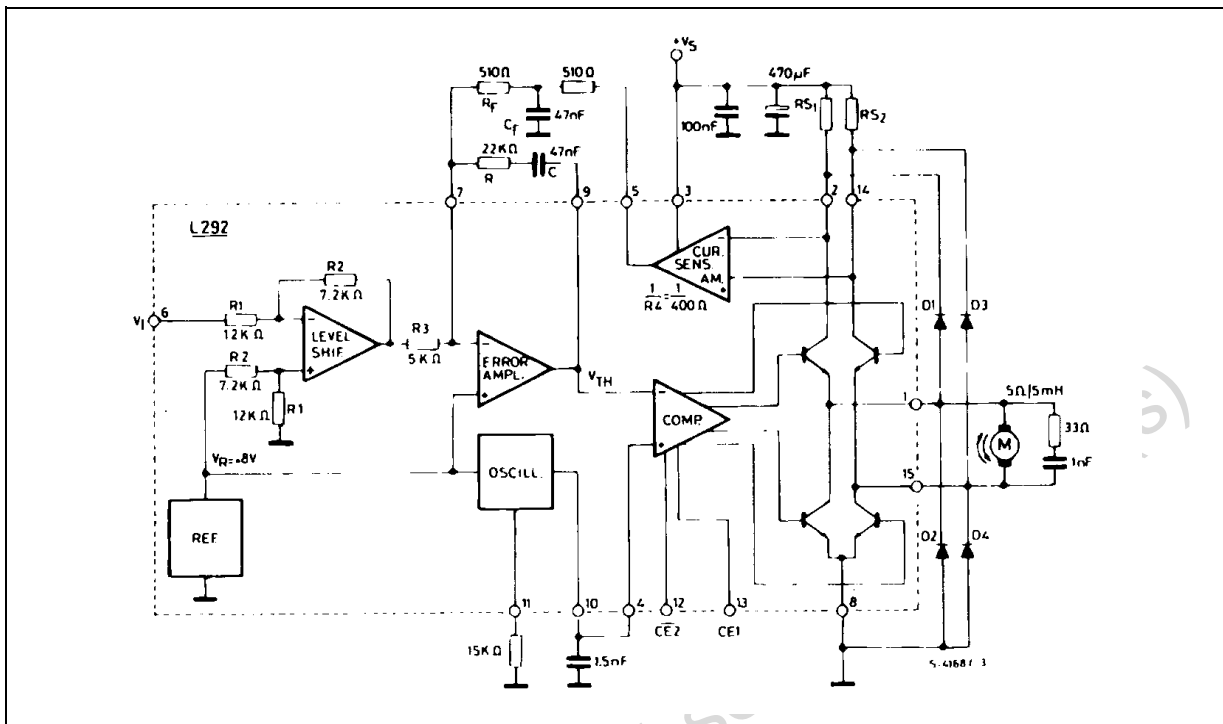 +VS
510Ω
510Ω
470µF
RF
Cf
47nF
100nF
RS1
RS2
22KΩ
47nF
R
C
7
9
5
3
2
14
L292
R2
7.2KΩ
CUR.
SENS.
AM.
1/R4=1/400Ω
D1
D3
VI
6
R1
12KΩ
LEVEL
SHIF.
R3
5KΩ
R2
7.2KΩ
12KΩ
R1
ERROR
AMPL.
VTH
COMP.
1
5Ω/5mH
33Ω
M
1nF
15
VR=+8V
OSCILL.
REF
D2
D4
11
10
4
12
13
8
CE2
CE1
15KΩ
1.5nF